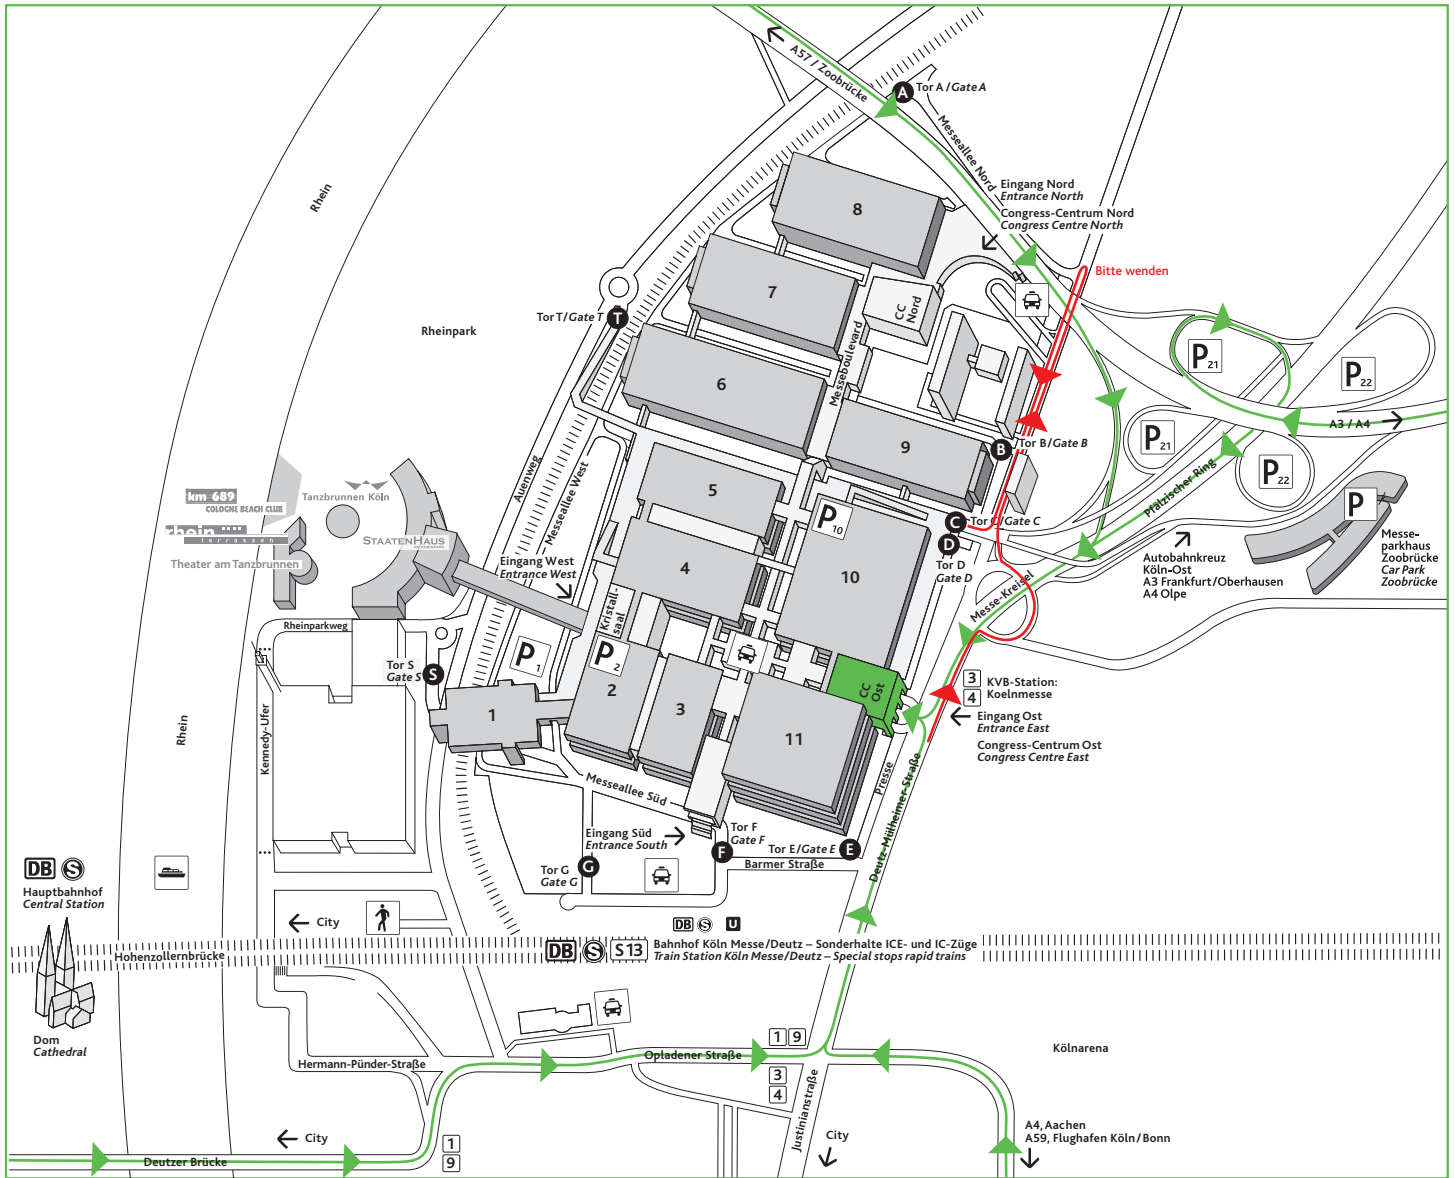 A57 / Zoobrücke
A
Tor A / Gate A
Messeallee Nord
Eingang Nord
Entrance North
Congress-Centrum Nord
Congress Centre North
Rhein
8
7
CC
Nord
Bitte wenden
Tor T / Gate T
T
Rheinpark
Messeboulevard
6
P 21
P 22
A3 / A4
9
B
Tor B / Gate B
P 21
P 22
Pfälzischer Ring
Auenweg
Messeallee West
5
P 10
C
Tor C / Gate C
D
Tor D
Gate D
P
Messe-
parkhaus
Zoobrücke
Car Park
Zoobrücke
km 689
COLOGNE BEACH CLUB
Tanzbrunnen Köln
rhein
terrassen
STAATENHAUS
Theater am Tanzbrunnen
Eingang West
Entrance West
4
10
Autobahnkreuz
Köln-Ost
A3 Frankfurt/Oberhausen
A4 Olpe
Messe-Kreisel
Kristall-
saal
Rheinparkweg
Tor S
Gate S
S
P 1
P 2
2
3
1
11
CC
Ost
3
4
KVB-Station:
Koelnmesse
Eingang Ost
Entrance East
Congress-Centrum Ost
Congress Centre East
Rhein
Kennedy-Ufer
Messeallee Süd
Presse
Deutz-Mülheimer Straße
Eingang Süd
Entrance South
Tor F
Gate F
F
Tor E / Gate E
E
Barmer Straße
Tor G
Gate G
G
DB S
Hauptbahnhof
Central Station
City
DB S U
DB S S 13
Bahnhof Köln Messe/Deutz – Sonderhalte ICE- und IC-Züge
Train Station Köln Messe/Deutz – Special stops rapid trains
Hohenzollernbrücke
Dom
Cathedral
Hermann-Pünder-Straße
Opladener Straße
1 9
3
4
Kölnarena
Justinianstraße
City
City
1
9
Deutzer Brücke
A4, Aachen
A59, Flughafen Köln/Bonn